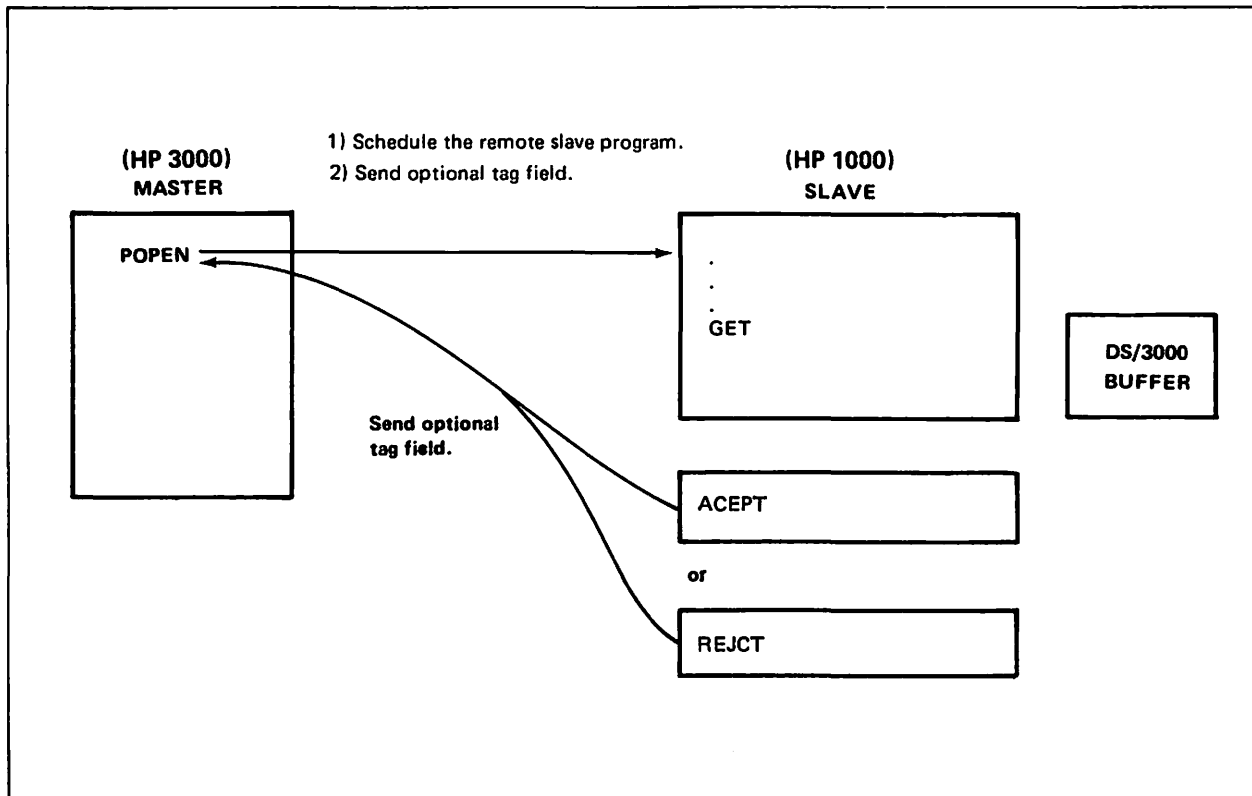 1) Schedule the remote slave program.
2) Send optional tag field.
(HP 3000)
MASTER
(HP 1000)
SLAVE
POPEN
.
.
.
GET
DS/3000
BUFFER
Send optional
tag field.
ACEPT
or
REJCT